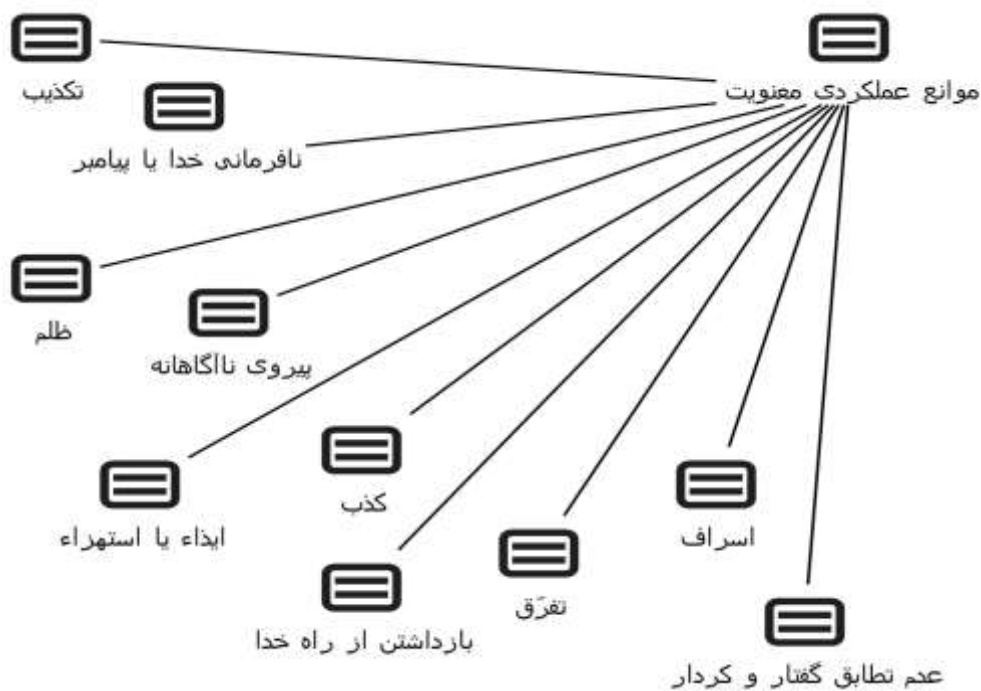 موانع عملکردی معنویت
تکذیب
نافرمانی خدا یا پیامبر
ظلم
پیروی ناآگاهانه
کذب
ایذاء یا استهراء
اسراف
تفرّق
بازداشتن از راه خدا
عدم تطابق گفتار و کردار